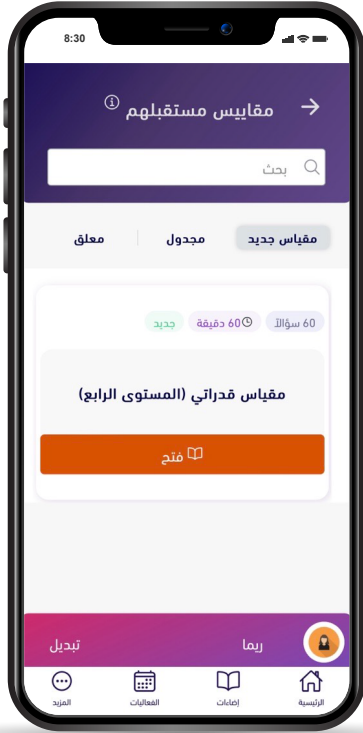 8:30
مقاييس مستقبلهم
بحث
مقياس جديد مجدول معلق
60 سؤالاً 60 دقيقة جديد
مقياس قدراتي (المستوى الرابع)
فتح
ريما تبديل
الرئيسية إضاءات الفعاليات المزيد